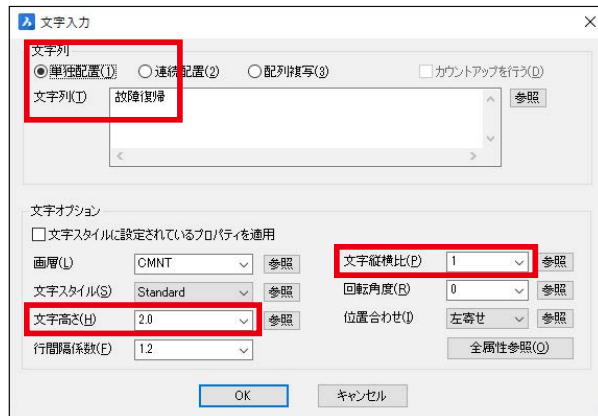 文字入力
文字列
単独配置(1) 連続配置(2) 配列複写(3) カウントアップを行う(D)
文字列(T) 故障復帰 参照
文字オプション
文字スタイルに設定されているプロパティを適用
画層(L) CMNT 参照 文字縦横比(P) 1 参照
文字スタイル(S) Standard 参照 回転角度(R) 0 参照
文字高さ(H) 2.0 参照 位置合わせ(I) 左寄せ 参照
行間隔係数(F) 1.2 全属性参照(O)
OK キャンセル